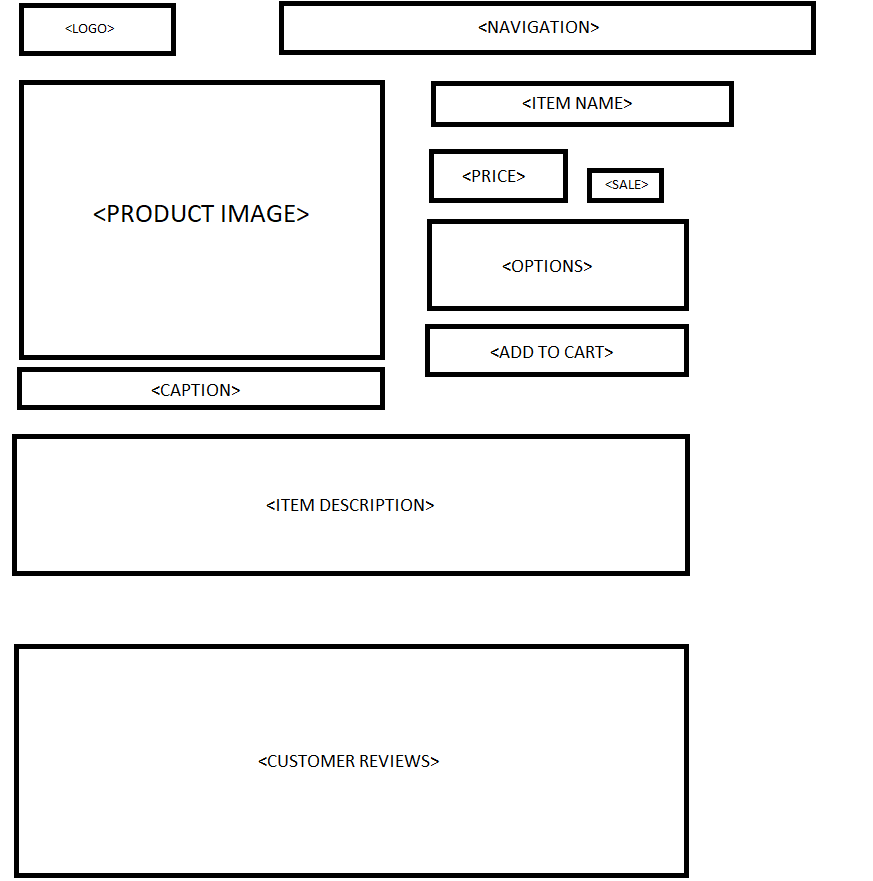 <LOGO>
<NAVIGATION>
<PRODUCT IMAGE>
<ITEM NAME>
<PRICE>
<SALE>
<OPTIONS>
<ADD TO CART>
<CAPTION>
<ITEM DESCRIPTION>
<CUSTOMER REVIEWS>